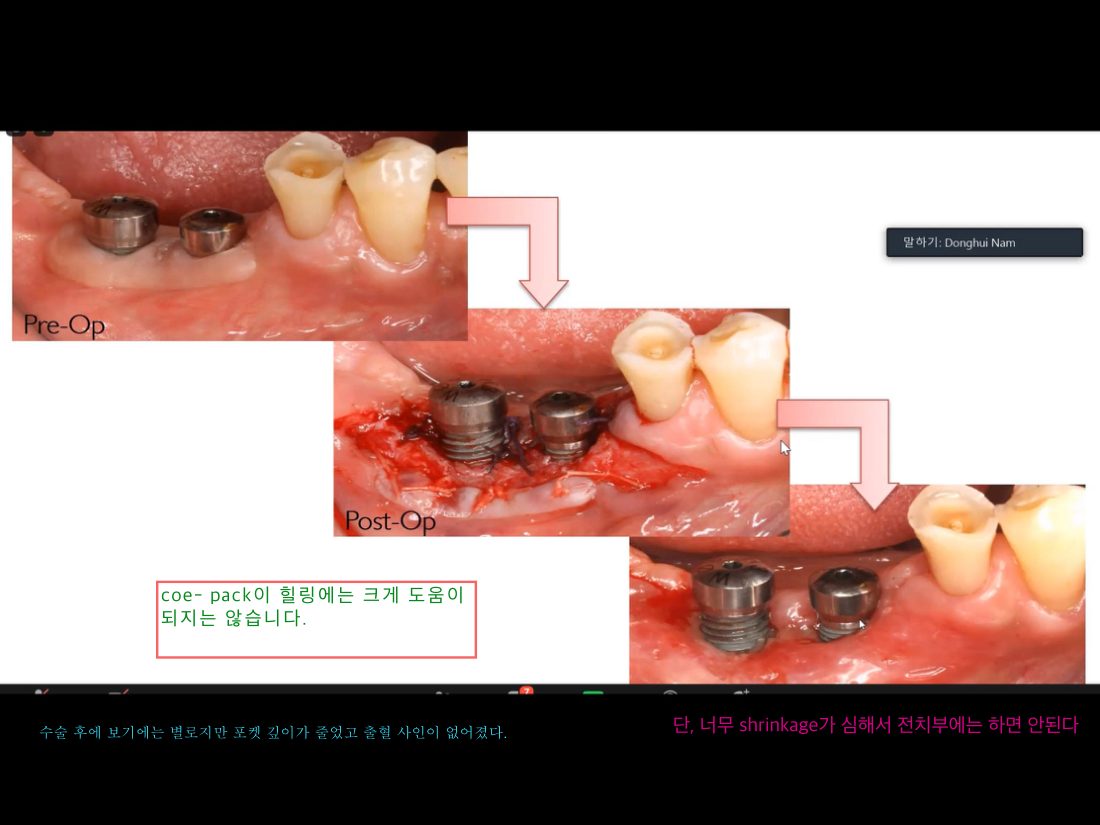 말하기: Donghui Nam
Pre-Op
Post-Op
coe- pack이 힐링에는 크게 도움이
되지는 않습니다.
7
수술 후에 보기에는 별로지만 포켓 깊이가 줄었고 출혈 사인이 없어졌다.
단, 너무 shrinkage가 심해서 전치부에는 하면 안된다